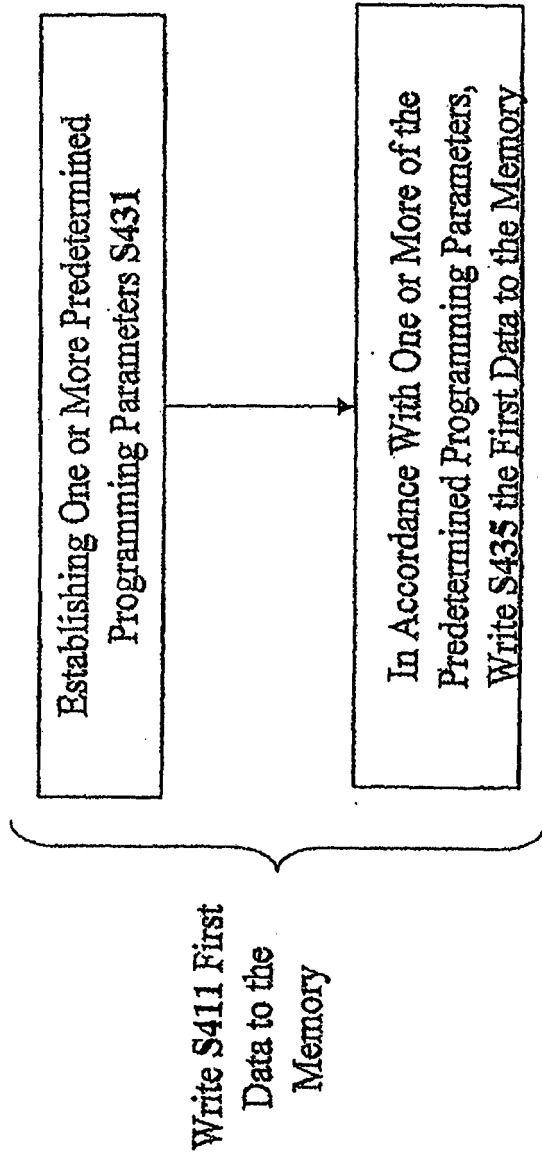 Write S411 First
Data to the
Memory
Establishing One or More Predetermined
Programming Parameters S431
In Accordance With One or More of the
Predetermined Programming Parameters,
Write S435 the First Data to the Memory